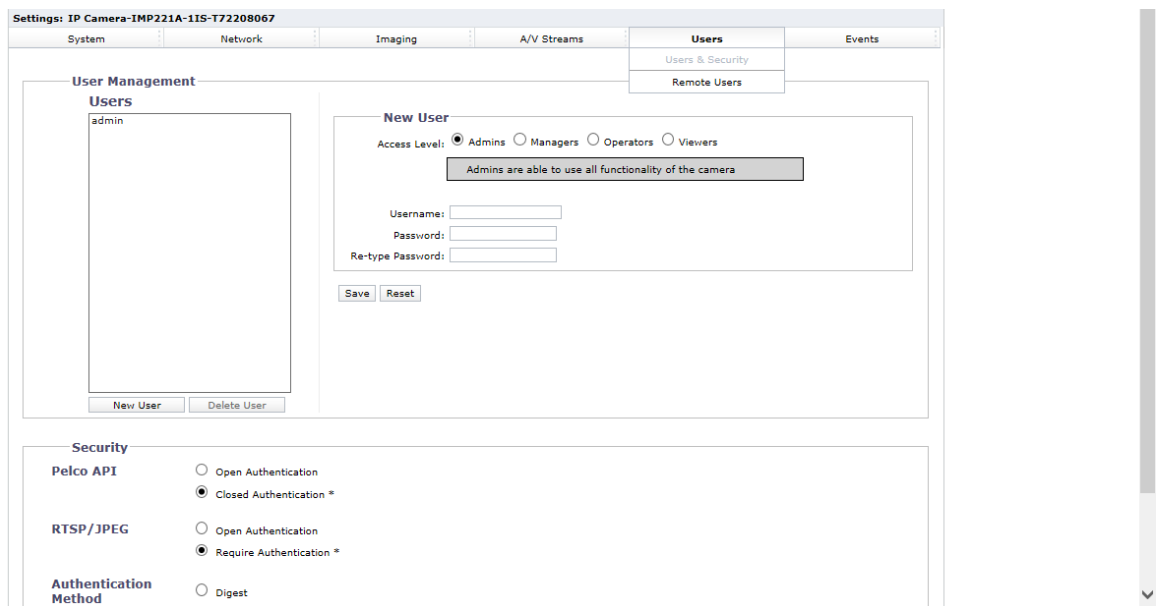 Settings: IP Camera-IMP221A-1IS-T72208067
System Network Imaging A/V Streams Users Events
Users & Security
Remote Users
User Management
Users
admin
New User
Access Level: Admins Managers Operators Viewers
Admins are able to use all functionality of the camera
Username:
Password:
Re-type Password:
Save Reset
New User Delete User
Security
Pelco API
Open Authentication
Closed Authentication *
RTSP/JPEG
Open Authentication
Require Authentication *
Authentication
Method
Digest